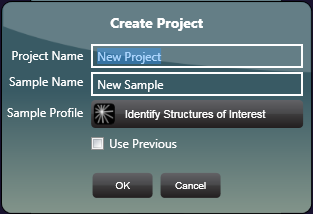 Create Project
Project Name New Project
Sample Name New Sample
Sample Profile Identify Structures of Interest
Use Previous
OK Cancel